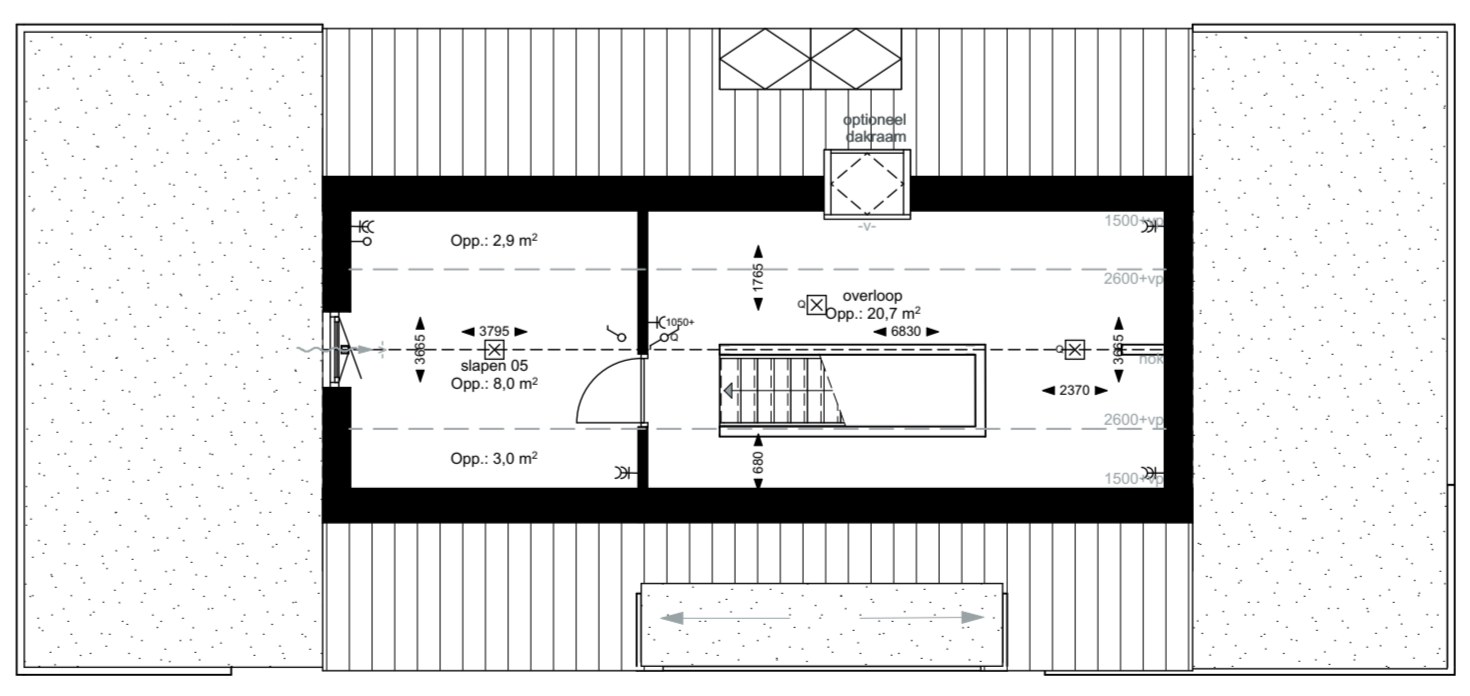 optioneel
dakraam
-v-
1500+vp
Opp.: 2,9 m²
2600+vp
1765
overloop
Opp.: 20,7 m²
1050+
3795
6830
3665
3665
slapen 05
Opp.: 8,0 m²
nok
2370
2600+vp
Opp.: 3,0 m²
680
1500+vp